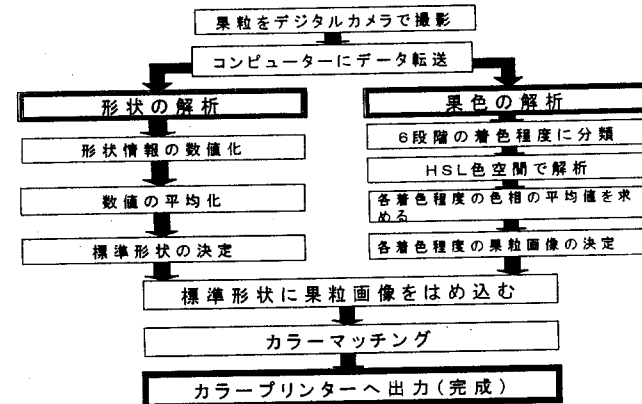 果粒をデジタルカメラで撮影
コンピューターにデータ転送
形状の解析
形状情報の数値化
数値の平均化
標準形状の決定
果色の解析
6段階の着色程度に分類
HSL色空間で解析
各着色程度の色相の平均値を求
める
各着色程度の果粒画像の決定
標準形状に果粒画像をはめ込む
カラーマッチング
カラープリンターへ出力(完成)